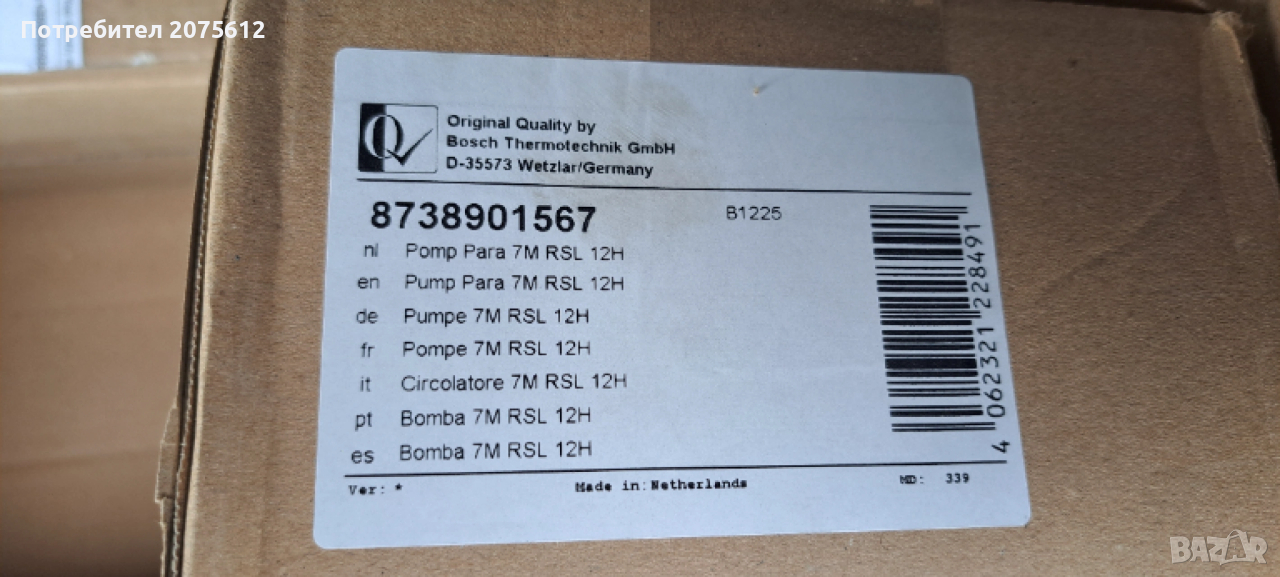 Потребител 2075612
Original Quality by
Bosch Thermotechnik GmbH
D-35573 Wetzlar/Germany
8738901567
B1225
nl Pomp Para 7M RSL 12H
en Pump Para 7M RSL 12H
de Pumpe 7M RSL 12H
fr Pompe 7M RSL 12H
it Circolatore 7M RSL 12H
pt Bomba 7M RSL 12H
es Bomba 7M RSL 12H
4 062321 228491
Ver: * Made in: Netherlands MD: 339
BAZAR